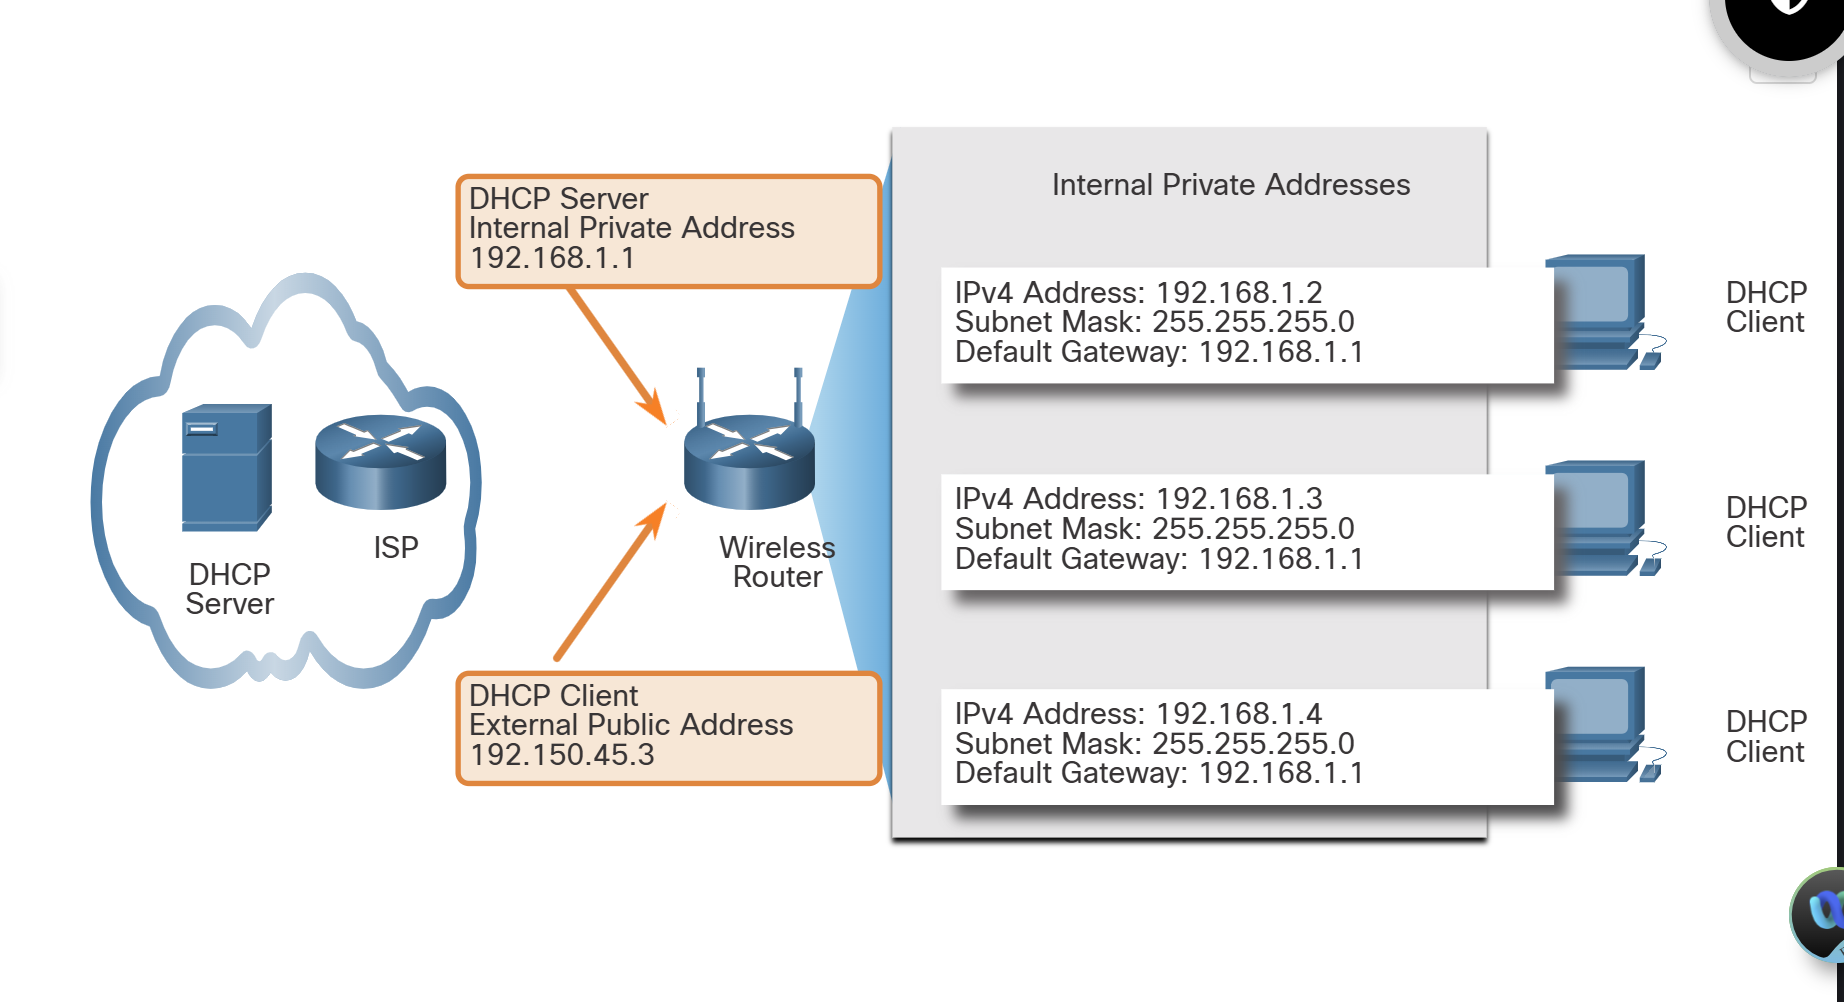 DHCP Server
Internal Private Address
192.168.1.1
Internal Private Addresses
IPv4 Address: 192.168.1.2
Subnet Mask: 255.255.255.0
Default Gateway: 192.168.1.1
DHCP
Client
IPv4 Address: 192.168.1.3
Subnet Mask: 255.255.255.0
Default Gateway: 192.168.1.1
DHCP
Client
ISP
DHCP
Server
Wireless
Router
DHCP Client
External Public Address
192.150.45.3
IPv4 Address: 192.168.1.4
Subnet Mask: 255.255.255.0
Default Gateway: 192.168.1.1
DHCP
Client